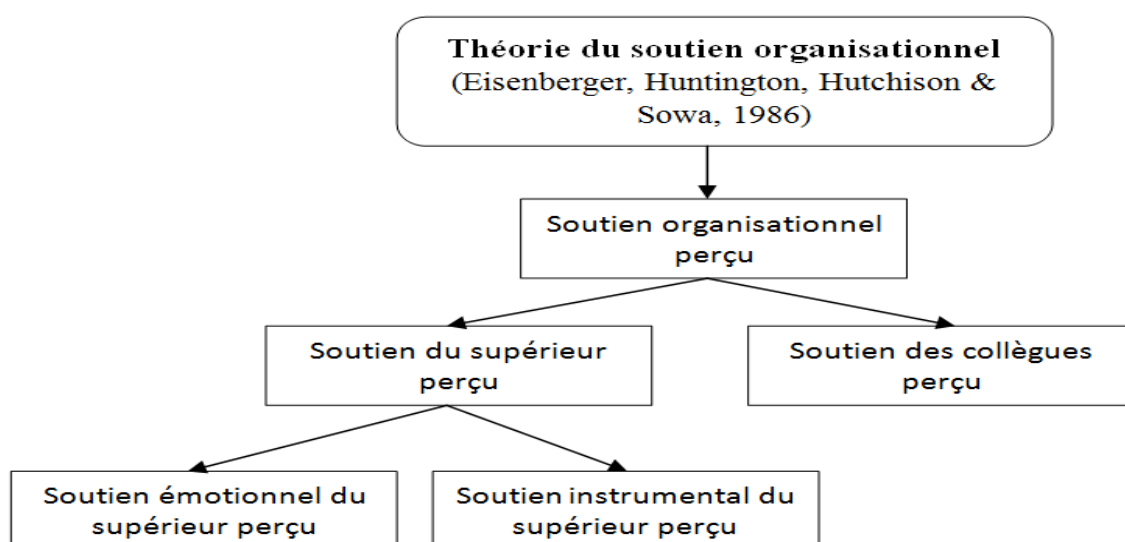 Théorie du soutien organisationnel
(Eisenberger, Huntington, Hutchison &
Sowa, 1986)
Soutien organisationnel
perçu
Soutien du supérieur
perçu
Soutien des collègues
perçu
Soutien émotionnel du
supérieur perçu
Soutien instrumental du
supérieur perçu